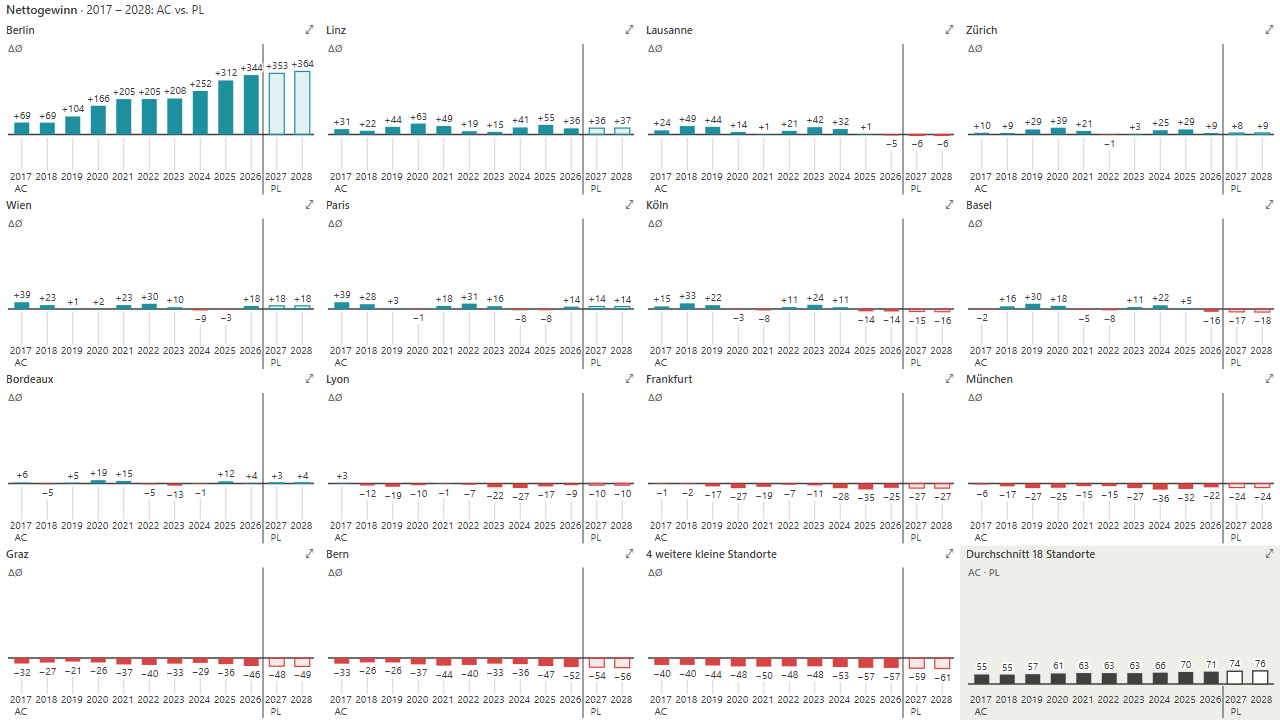 Nettogewinn · 2017 – 2028: AC vs. PL
Berlin
ΔØ
+69 +69 +104 +166 +205 +205 +208 +252 +312 +344 +353 +364
2017 2018 2019 2020 2021 2022 2023 2024 2025 2026 2027 2028
AC PL
Linz
ΔØ
+31 +22 +44 +63 +49 +19 +15 +41 +55 +36 +36 +37
2017 2018 2019 2020 2021 2022 2023 2024 2025 2026 2027 2028
AC PL
Lausanne
ΔØ
+24 +49 +44 +14 +1 +21 +42 +32 +1 −5 −6 −6
2017 2018 2019 2020 2021 2022 2023 2024 2025 2026 2027 2028
AC PL
Zürich
ΔØ
+10 +9 +29 +39 +21 −1 +3 +25 +29 +9 +8 +9
2017 2018 2019 2020 2021 2022 2023 2024 2025 2026 2027 2028
AC PL
Wien
ΔØ
+39 +23 +1 +2 +23 +30 +10 −9 −3 +18 +18 +18
2017 2018 2019 2020 2021 2022 2023 2024 2025 2026 2027 2028
AC PL
Paris
ΔØ
+39 +28 +3 −1 +18 +31 +16 −8 −8 +14 +14 +14
2017 2018 2019 2020 2021 2022 2023 2024 2025 2026 2027 2028
AC PL
Köln
ΔØ
+15 +33 +22 −3 −8 +11 +24 +11 −14 −14 −15 −16
2017 2018 2019 2020 2021 2022 2023 2024 2025 2026 2027 2028
AC PL
Basel
ΔØ
−2 +16 +30 +18 −5 −8 +11 +22 +5 −16 −17 −18
2017 2018 2019 2020 2021 2022 2023 2024 2025 2026 2027 2028
AC PL
Bordeaux
ΔØ
+6 −5 +5 +19 +15 −5 −13 −1 +12 +4 +3 +4
2017 2018 2019 2020 2021 2022 2023 2024 2025 2026 2027 2028
AC PL
Lyon
ΔØ
+3 −12 −19 −10 −1 −7 −22 −27 −17 −9 −10 −10
2017 2018 2019 2020 2021 2022 2023 2024 2025 2026 2027 2028
AC PL
Frankfurt
ΔØ
−1 −2 −17 −27 −19 −7 −11 −28 −35 −25 −27 −27
2017 2018 2019 2020 2021 2022 2023 2024 2025 2026 2027 2028
AC PL
München
ΔØ
−6 −17 −27 −25 −15 −15 −27 −36 −32 −22 −24 −24
2017 2018 2019 2020 2021 2022 2023 2024 2025 2026 2027 2028
AC PL
Graz
ΔØ
−32 −27 −21 −26 −37 −40 −33 −29 −36 −46 −48 −49
2017 2018 2019 2020 2021 2022 2023 2024 2025 2026 2027 2028
AC PL
Bern
ΔØ
−33 −26 −26 −37 −44 −40 −33 −35 −47 −52 −54 −56
2017 2018 2019 2020 2021 2022 2023 2024 2025 2026 2027 2028
AC PL
4 weitere kleine Standorte
ΔØ
−40 −40 −44 −48 −50 −48 −48 −53 −57 −57 −59 −61
2017 2018 2019 2020 2021 2022 2023 2024 2025 2026 2027 2028
AC PL
Durchschnitt 18 Standorte
AC · PL
55 55 57 61 63 63 63 66 70 71 74 76
2017 2018 2019 2020 2021 2022 2023 2024 2025 2026 2027 2028
AC PL